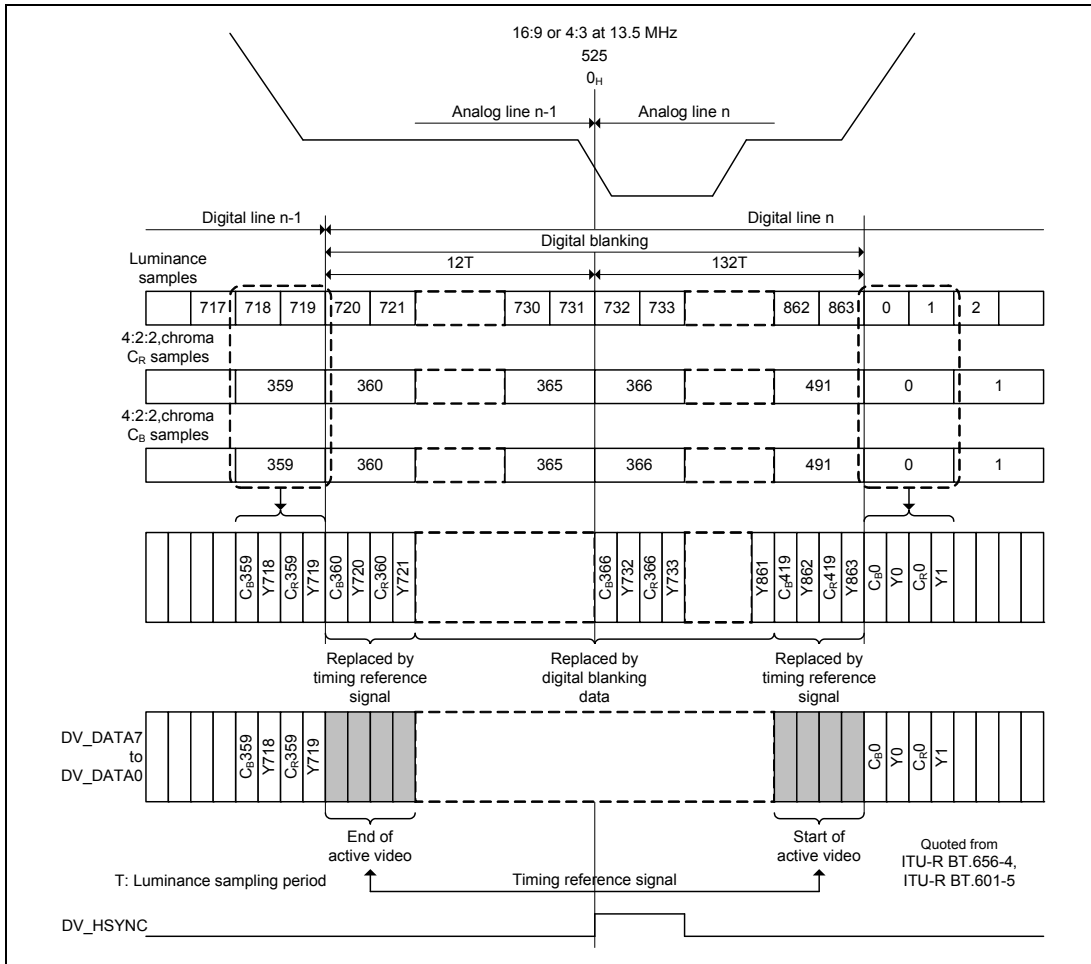 16:9 or 4:3 at 13.5 MHz
525
0H
Analog line n-1
Analog line n
Digital line n-1
Digital line n
Digital blanking
12T
132T
Luminance
samples
717 718 719 720 721 730 731 732 733 862 863 0 1 2
4:2:2,chroma
CR samples
359 360 365 366 491 0 1
4:2:2,chroma
CB samples
359 360 365 366 491 0 1
CB359 Y718 CR359 Y719 CB360 Y720 CR360 Y721 CB366 Y732 CR366 Y733 Y861 CB419 Y862 CR419 Y863 CB0 Y0 CR0 Y1
Replaced by
timing reference
signal
Replaced by
digital blanking
data
Replaced by
timing reference
signal
DV_DATA7
to
DV_DATA0
CB359 Y718 CR359 Y719 CB0 Y0 CR0 Y1
End of
active video
Start of
active video
Quoted from
ITU-R BT.656-4,
ITU-R BT.601-5
T: Luminance sampling period
Timing reference signal
DV_HSYNC